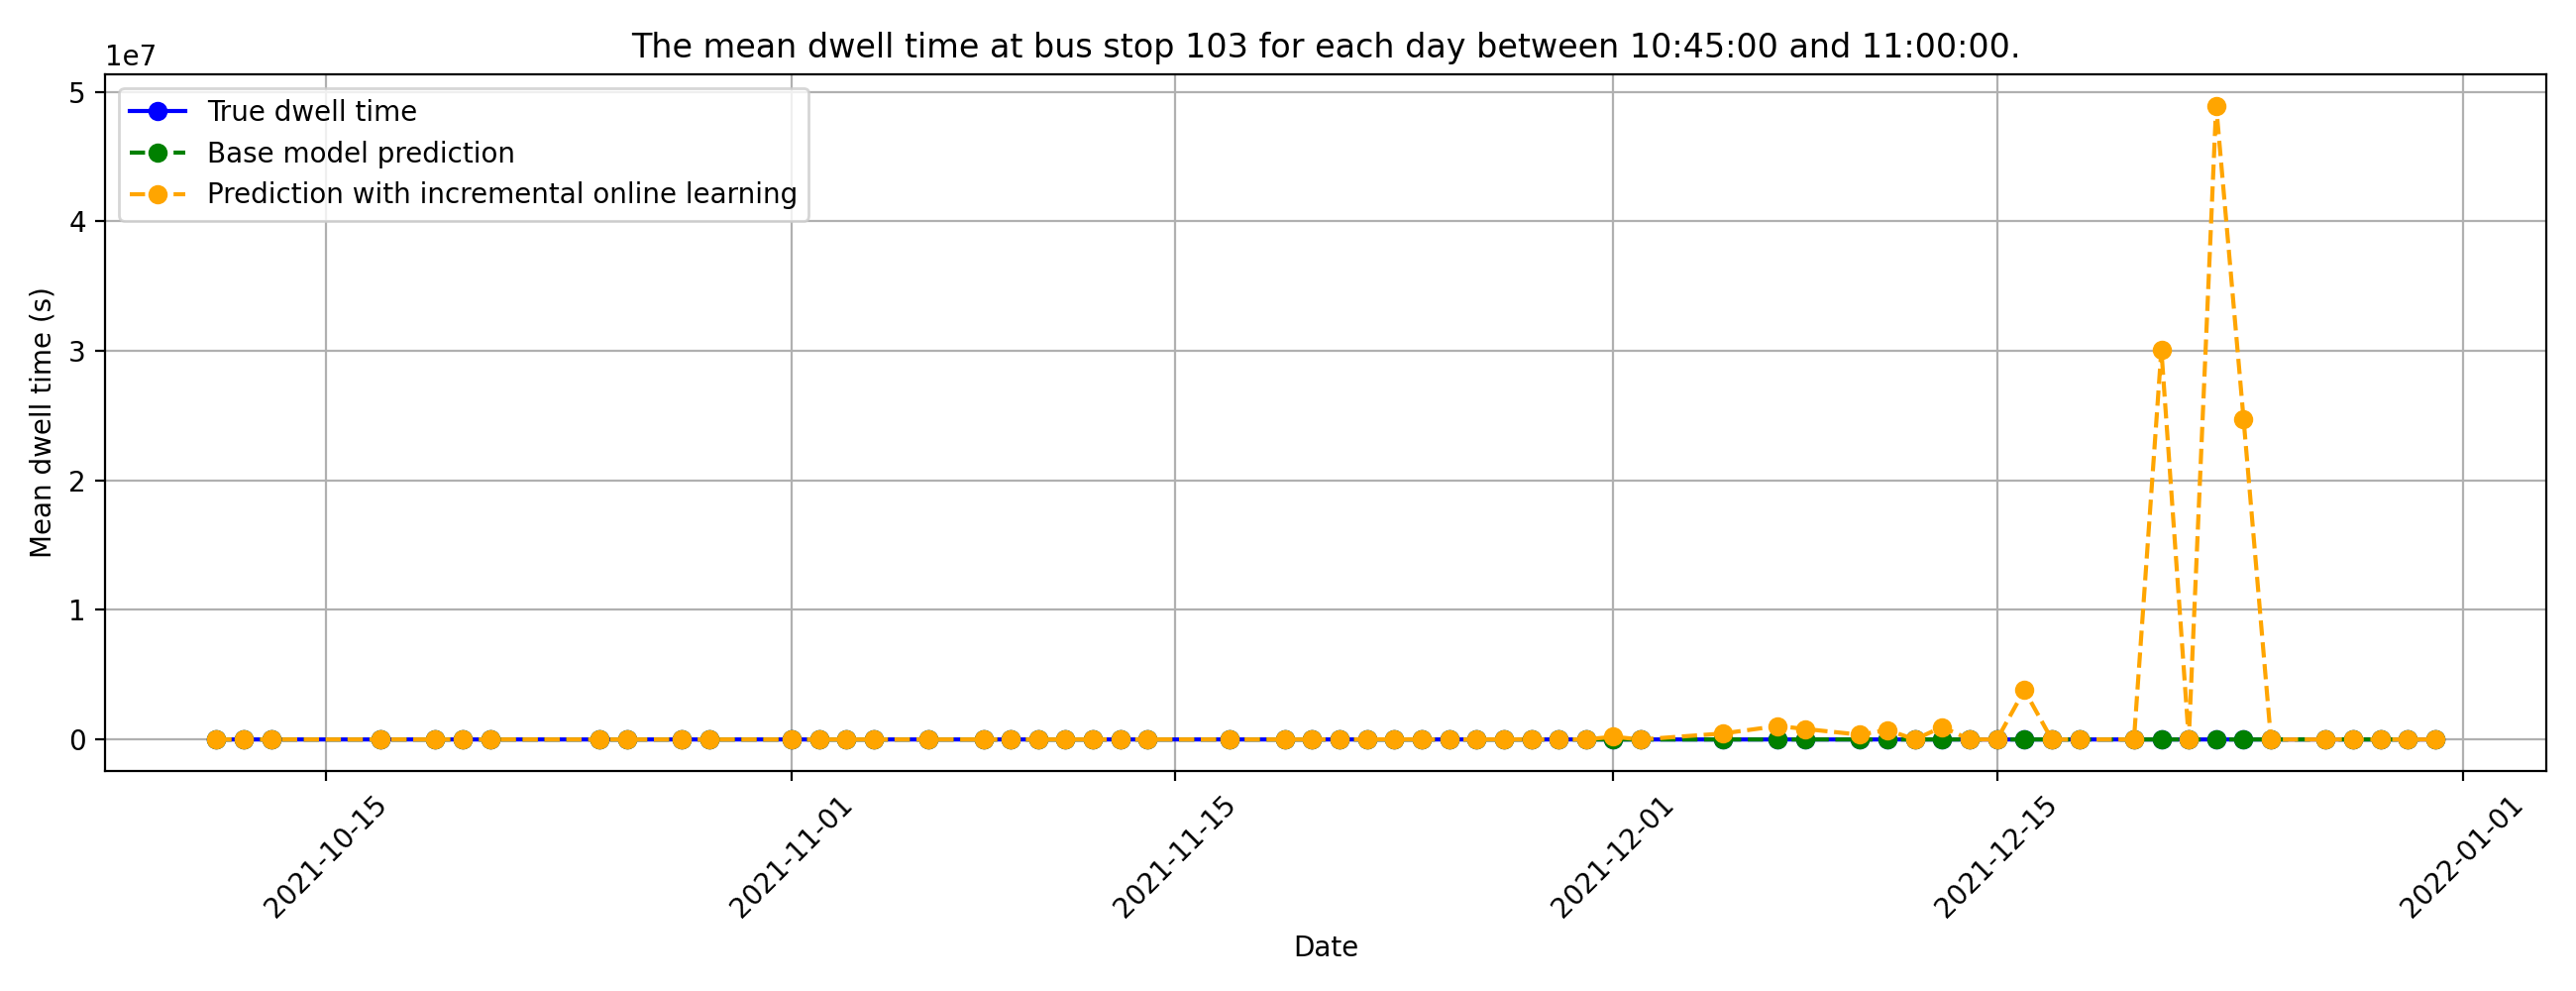 The mean dwell time at bus stop 103 for each day between 10:45:00 and 11:00:00.
1e7
5
4
3
2
1
0
Mean dwell time (s)
True dwell time
Base model prediction
Prediction with incremental online learning
2021-10-15
2021-11-01
2021-11-15
2021-12-01
2021-12-15
2022-01-01
Date